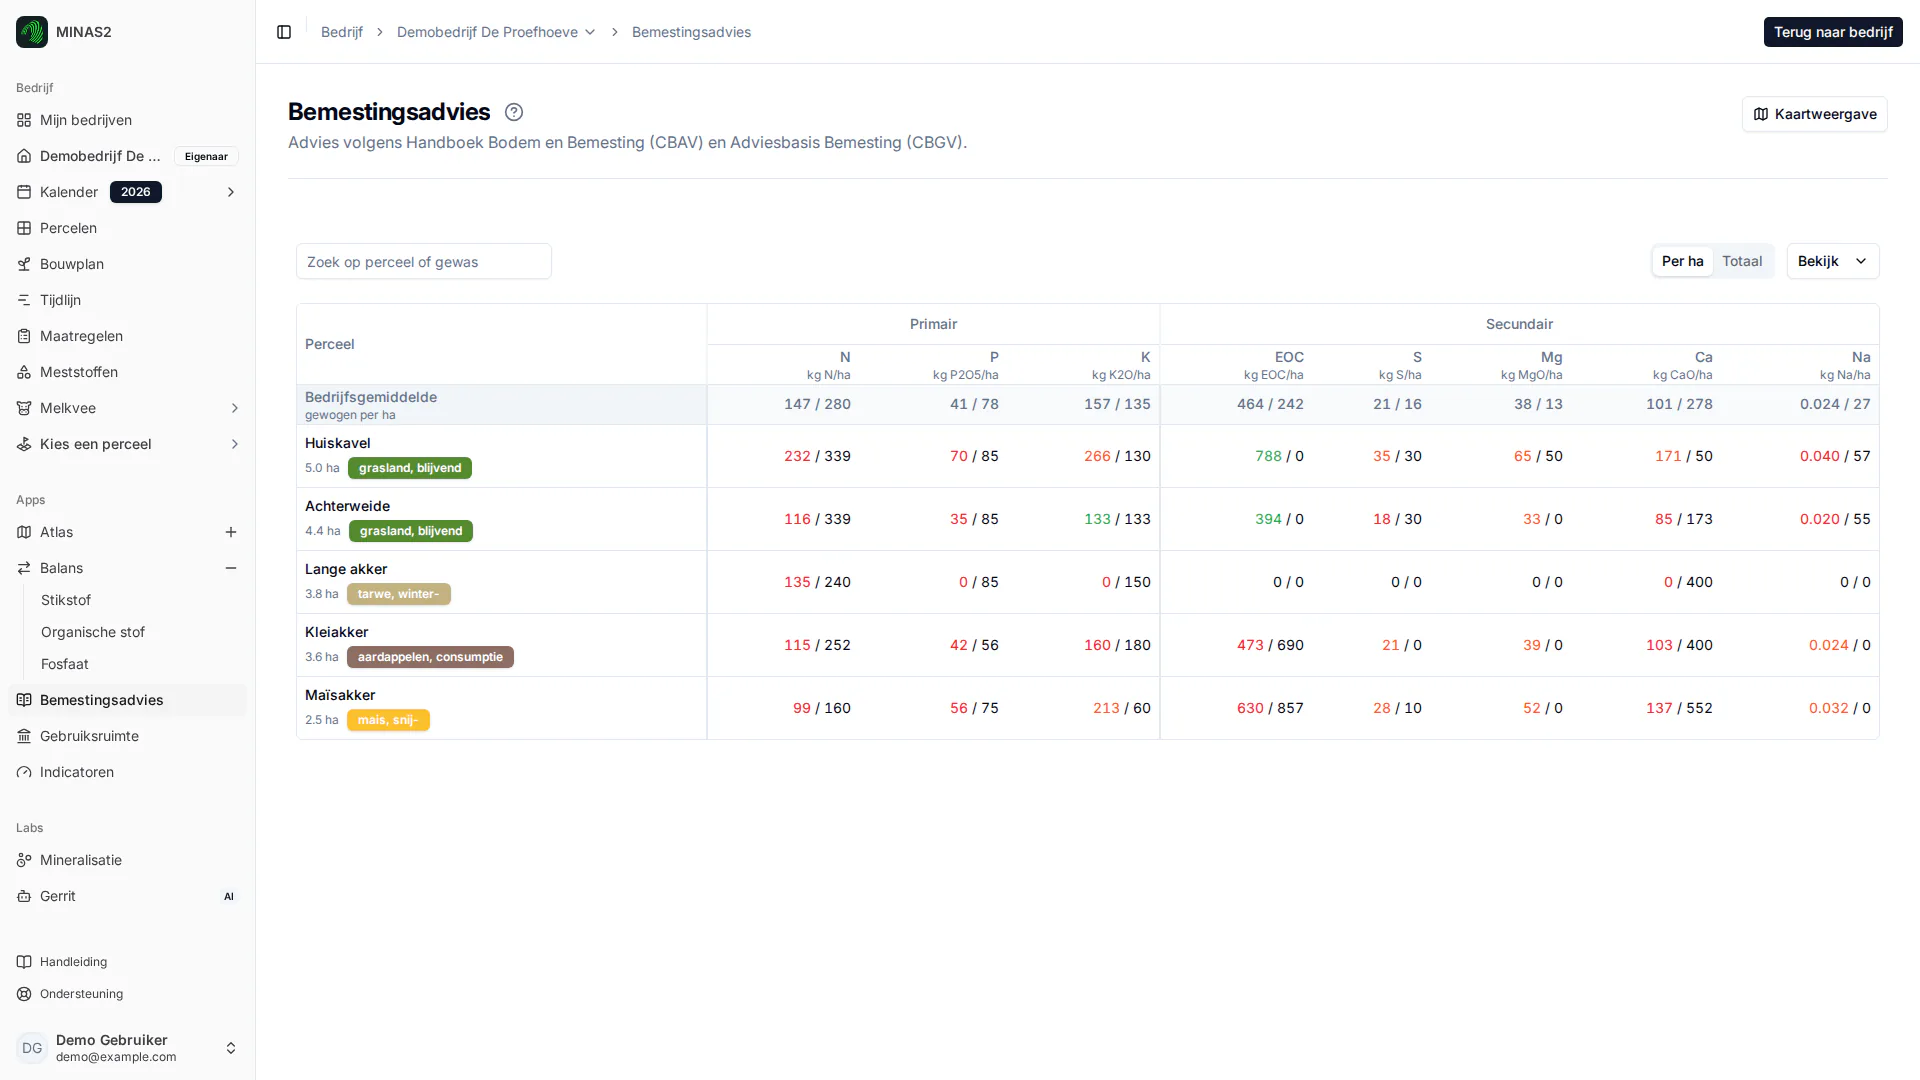 MINAS2
Bedrijf
Mijn bedrijven
Demobedrijf De ... Eigenaar
Kalender 2026
Percelen
Bouwplan
Tijdlijn
Maatregelen
Meststoffen
Melkvee
Kies een perceel
Apps
Atlas
Balans
Stikstof
Organische stof
Fosfaat
Bemestingsadvies
Gebruiksruimte
Indicatoren
Labs
Mineralisatie
Gerrit AI
Handleiding
Ondersteuning
DG Demo Gebruiker
demo@example.com
Bedrijf > Demobedrijf De Proefhoeve > Bemestingsadvies
Terug naar bedrijf
Bemestingsadvies
Advies volgens Handboek Bodem en Bemesting (CBAV) en Adviesbasis Bemesting (CBGV).
Kaartweergave
Zoek op perceel of gewas
Per ha Totaal Bekijk
Perceel Primair Secundair
N P K EOC S Mg Ca Na
kg N/ha kg P2O5/ha kg K2O/ha kg EOC/ha kg S/ha kg MgO/ha kg CaO/ha kg Na/ha
Bedrijfsgemiddelde
gewogen per ha
147 / 280 41 / 78 157 / 135 464 / 242 21 / 16 38 / 13 101 / 278 0.024 / 27
Huiskavel
5.0 ha grasland, blijvend
232 / 339 70 / 85 266 / 130 788 / 0 35 / 30 65 / 50 171 / 50 0.040 / 57
Achterweide
4.4 ha grasland, blijvend
116 / 339 35 / 85 133 / 133 394 / 0 18 / 30 33 / 0 85 / 173 0.020 / 55
Lange akker
3.8 ha tarwe, winter-
135 / 240 0 / 85 0 / 150 0 / 0 0 / 0 0 / 0 0 / 400 0 / 0
Kleiakker
3.6 ha aardappelen, consumptie
115 / 252 42 / 56 160 / 180 473 / 690 21 / 0 39 / 0 103 / 400 0.024 / 0
Maïsakker
2.5 ha mais, snij-
99 / 160 56 / 75 213 / 60 630 / 857 28 / 10 52 / 0 137 / 552 0.032 / 0